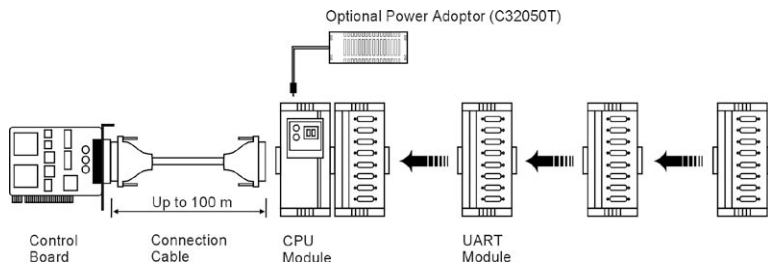 Optional Power Adoptor (C32050T)
Up to 100 m
Control
Board
Connection
Cable
CPU
Module
UART
Module